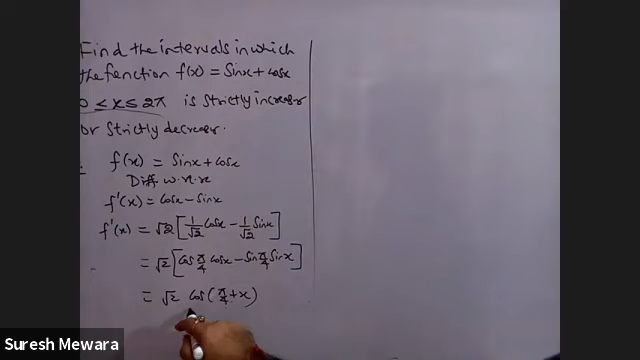 Find the intervals in which
the fenction f(x) = Sinx + Cosx
0 ≤ x ≤ 2π is strictly increase
or strictly decrease.
f(x) = Sinx + Cosx
Diff w.r.x
f'(x) = Cosx - Sinx
f'(x) = √2 [ 1/√2 Cosx - 1/√2 Sinx ]
= √2 [ Cos π/4 Cosx - Sin π/4 Sinx ]
= √2 Cos( π/4 + x )
Suresh Mewara